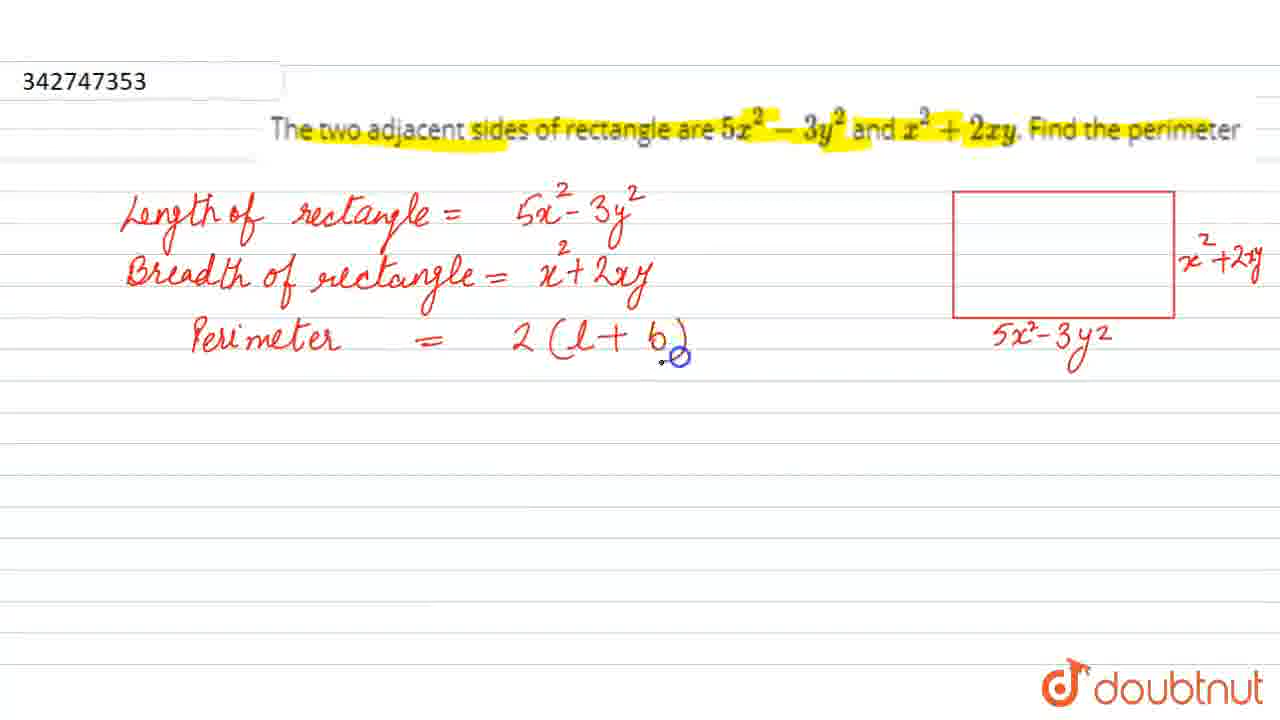 342747353
The two adjacent sides of rectangle are 5x² − 3y² and x² + 2xy. Find the perimeter
Length of rectangle = 5x² - 3y²
Breadth of rectangle = x² + 2xy
Perimeter = 2 (l + b)
x² + 2xy
5x² - 3y2
doubtnut